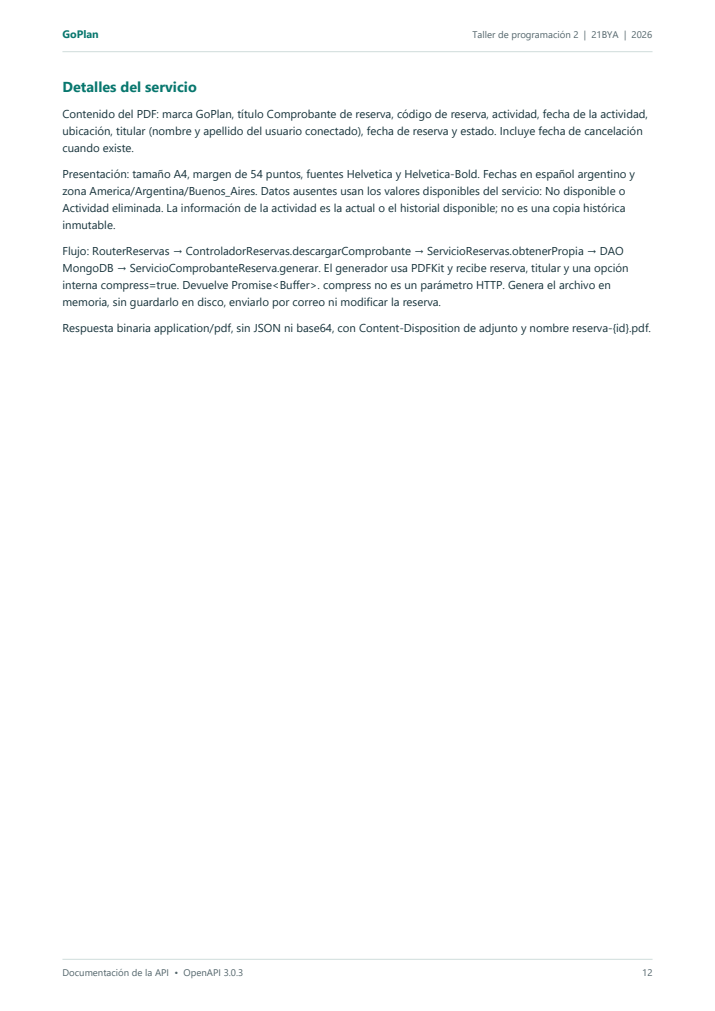 GoPlan
Taller de programación 2 | 21BYA | 2026
Detalles del servicio
Contenido del PDF: marca GoPlan, título Comprobante de reserva, código de reserva, actividad, fecha de la actividad,
ubicación, titular (nombre y apellido del usuario conectado), fecha de reserva y estado. Incluye fecha de cancelación
cuando existe.
Presentación: tamaño A4, margen de 54 puntos, fuentes Helvetica y Helvetica-Bold. Fechas en español argentino y
zona America/Argentina/Buenos_Aires. Datos ausentes usan los valores disponibles del servicio: No disponible o
Actividad eliminada. La información de la actividad es la actual o el historial disponible; no es una copia histórica
inmutable.
Flujo: RouterReservas → ControladorReservas.descargarComprobante → ServicioReservas.obtenerPropia → DAO
MongoDB → ServicioComprobanteReserva.generar. El generador usa PDFKit y recibe reserva, titular y una opción
interna compress=true. Devuelve Promise<Buffer>. compress no es un parámetro HTTP. Genera el archivo en
memoria, sin guardarlo en disco, enviarlo por correo ni modificar la reserva.
Respuesta binaria application/pdf, sin JSON ni base64, con Content-Disposition de adjunto y nombre reserva-{id}.pdf.
Documentación de la API • OpenAPI 3.0.3
12